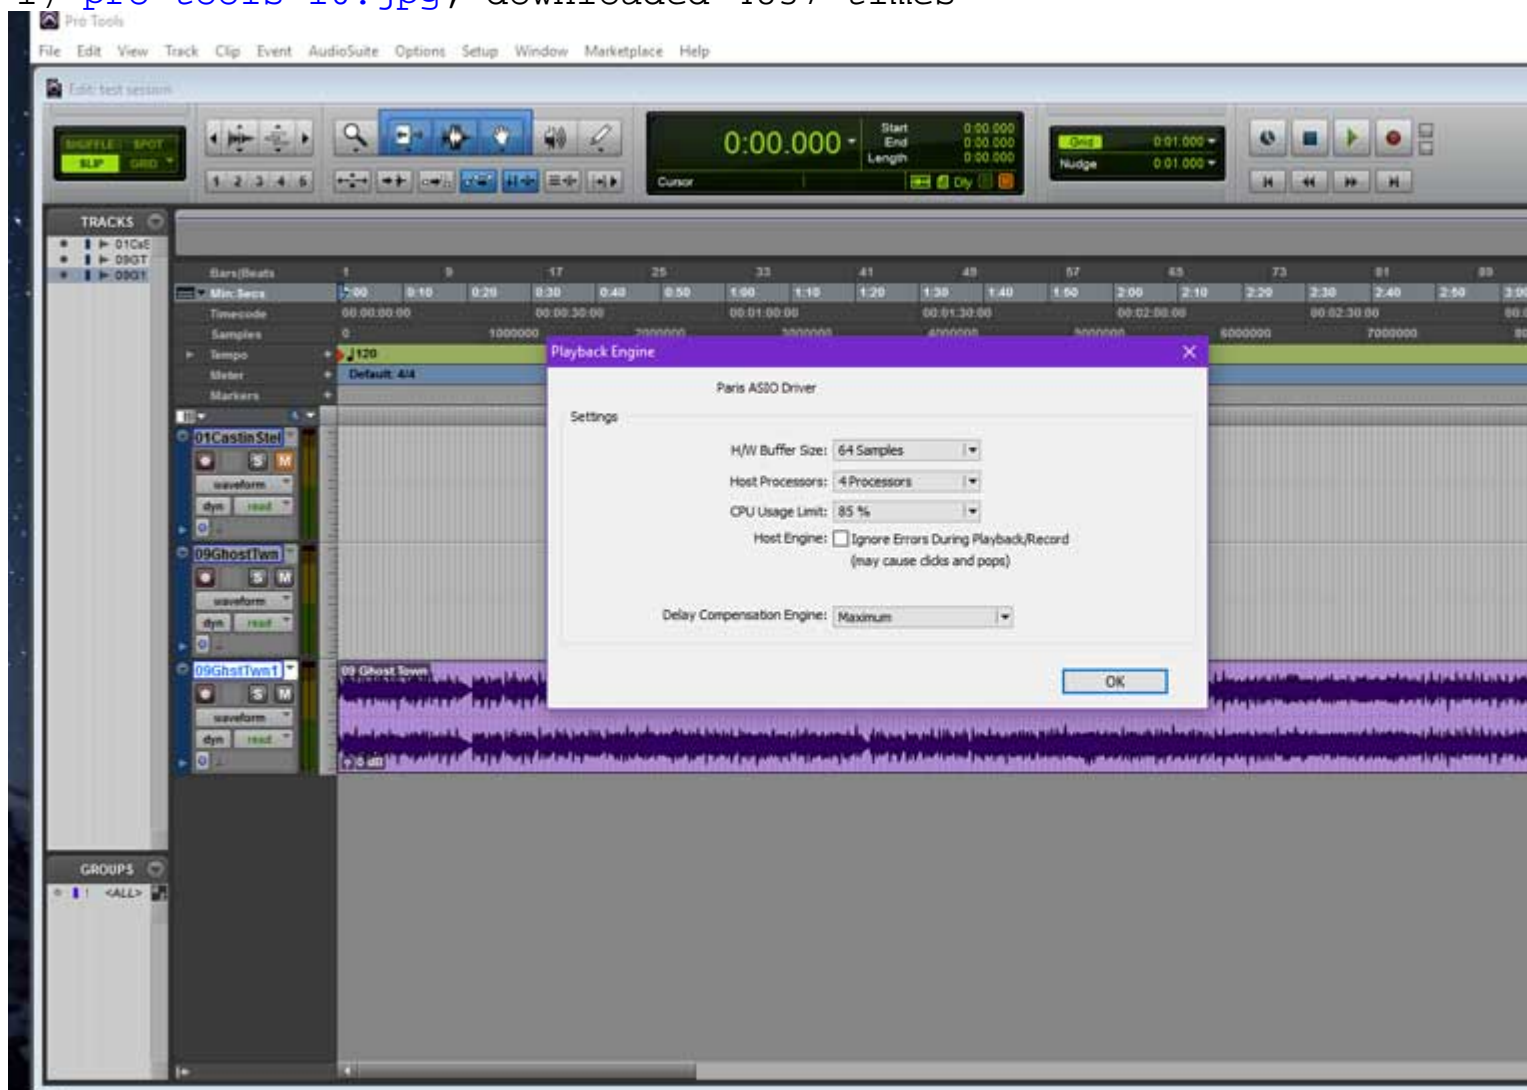 Pro Tools
File Edit View Track Clip Event AudioSuite Options Setup Window Marketplace Help
Edit: test session
SHUFFLE SPOT
SLIP GRID
1 2 3 4 5
0:00.000
Start 0:00.000
End 0:00.000
Length 0:00.000
Cursor
Dly
Grid 0:01.000
Nudge 0:01.000
TRACKS
01CsS
09GT
09G1
Bars|Beats 1 9 17 25 33 41 49 57 65 73 81 89
Min:Secs 0:00 0:10 0:20 0:30 0:40 0:50 1:00 1:10 1:20 1:30 1:40 1:50 2:00 2:10 2:20 2:30 2:40 2:50 3:00
Timecode 00:00:00:00 00:00:30:00 00:01:00:00 00:01:30:00 00:02:00:00 00:02:30:00
Samples 0 1000000 2000000 3000000 4000000 5000000 6000000 7000000
Tempo 120
Meter Default: 4/4
Markers
Playback Engine
Paris ASIO Driver
Settings
H/W Buffer Size: 64 Samples
Host Processors: 4 Processors
CPU Usage Limit: 85 %
Host Engine: Ignore Errors During Playback/Record
(may cause clicks and pops)
Delay Compensation Engine: Maximum
OK
01CastinStel
S M
waveform
dyn read
09GhostTwn
S M
waveform
dyn read
09GhstTwn1
S M
waveform
dyn read
09 Ghost Town
0 dB
GROUPS
! <ALL>